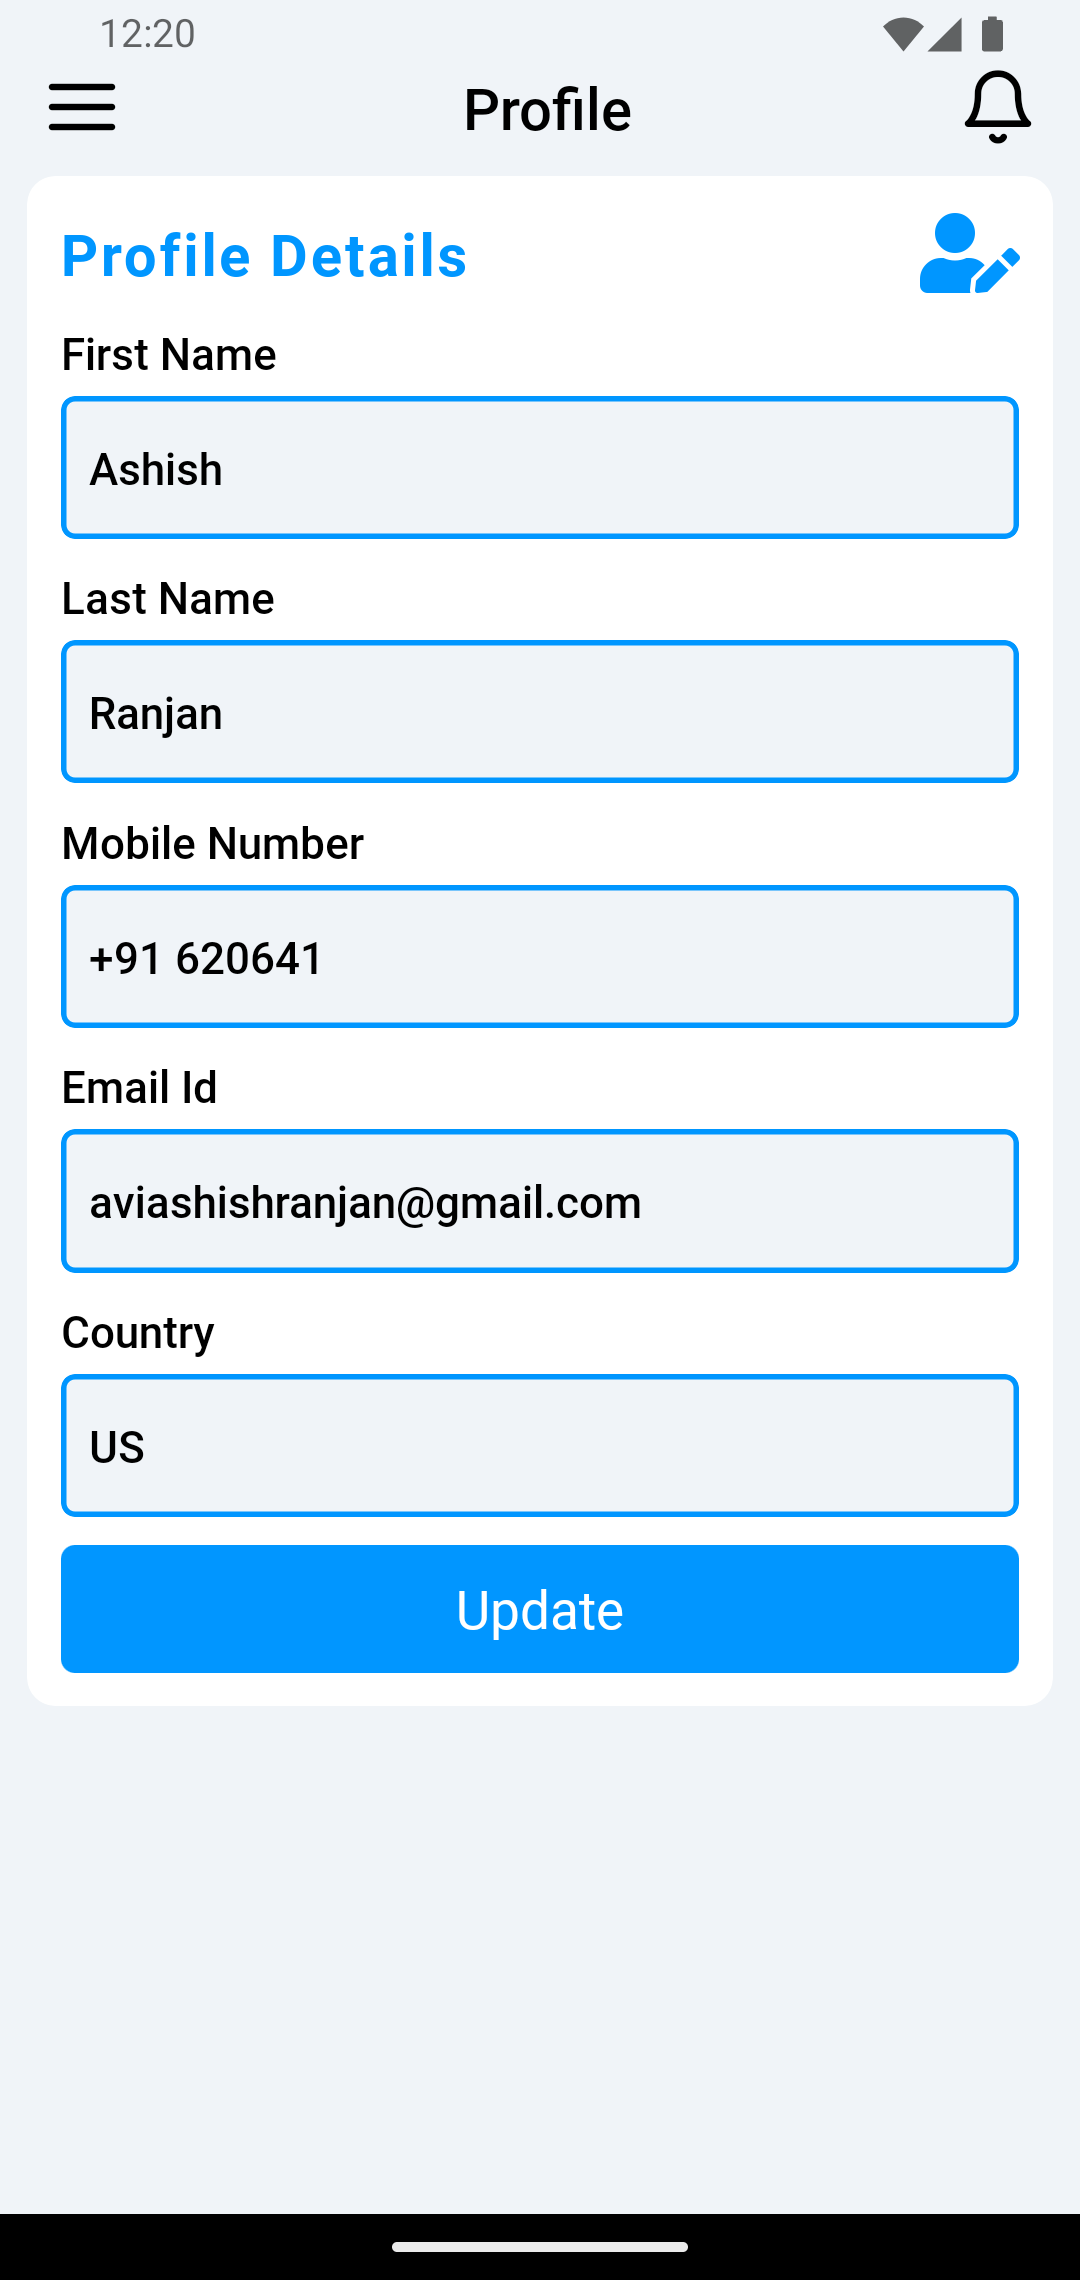 12:20
Profile
Profile Details
First Name
Ashish
Last Name
Ranjan
Mobile Number
+91 620641
Email Id
aviashishranjan@gmail.com
Country
US
Update